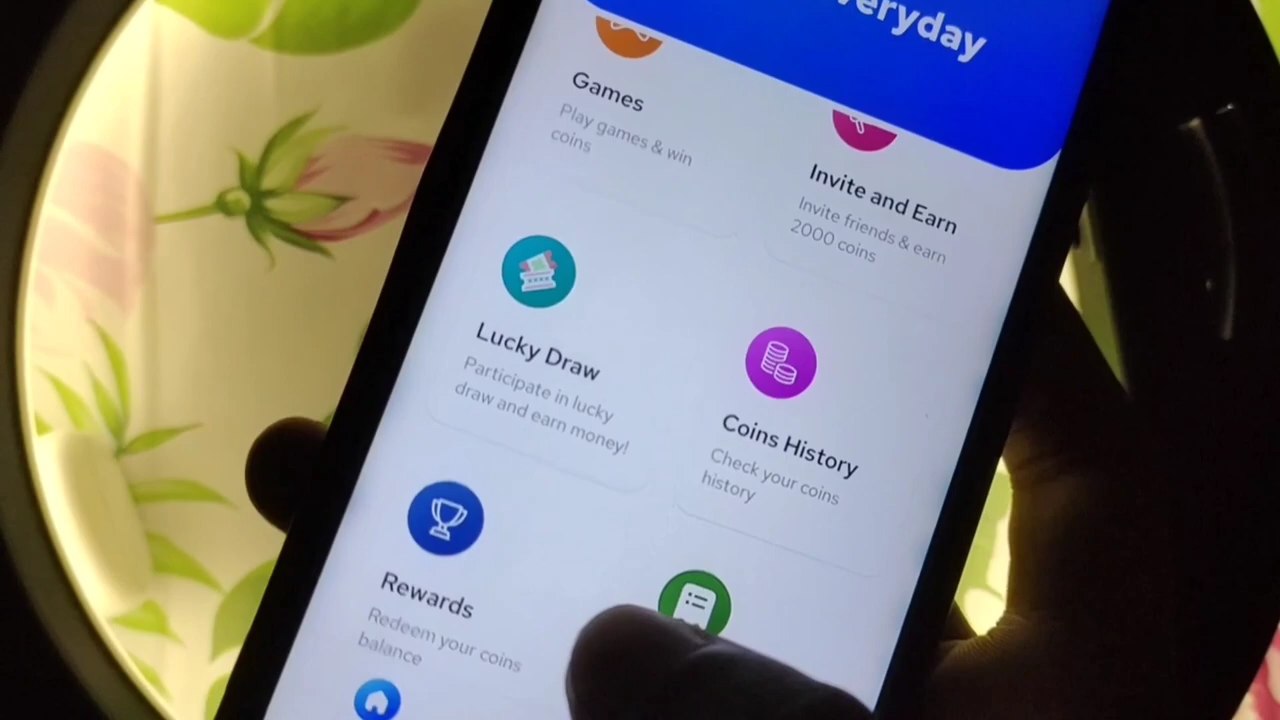 Games
Play games & win
coins
Invite and Earn
Invite friends & earn
2000 coins
Lucky Draw
Participate in lucky
draw and earn money!
Coins History
Check your coins
history
Rewards
Redeem your coins
balance